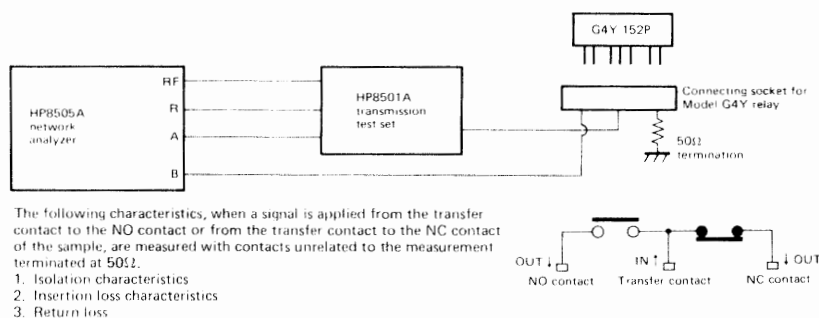 G4Y 152P
RF
HP8505A
network
analyzer
R
A
B
HP8501A
transmission
test set
Connecting socket for
Model G4Y relay
50Ω
termination
The following characteristics, when a signal is applied from the transfer
contact to the NO contact or from the transfer contact to the NC contact
of the sample, are measured with contacts unrelated to the measurement
terminated at 50Ω.
1. Isolation characteristics
2. Insertion loss characteristics
3. Return loss
OUT ↓
IN ↑
↓ OUT
NO contact
Transfer contact
NC contact